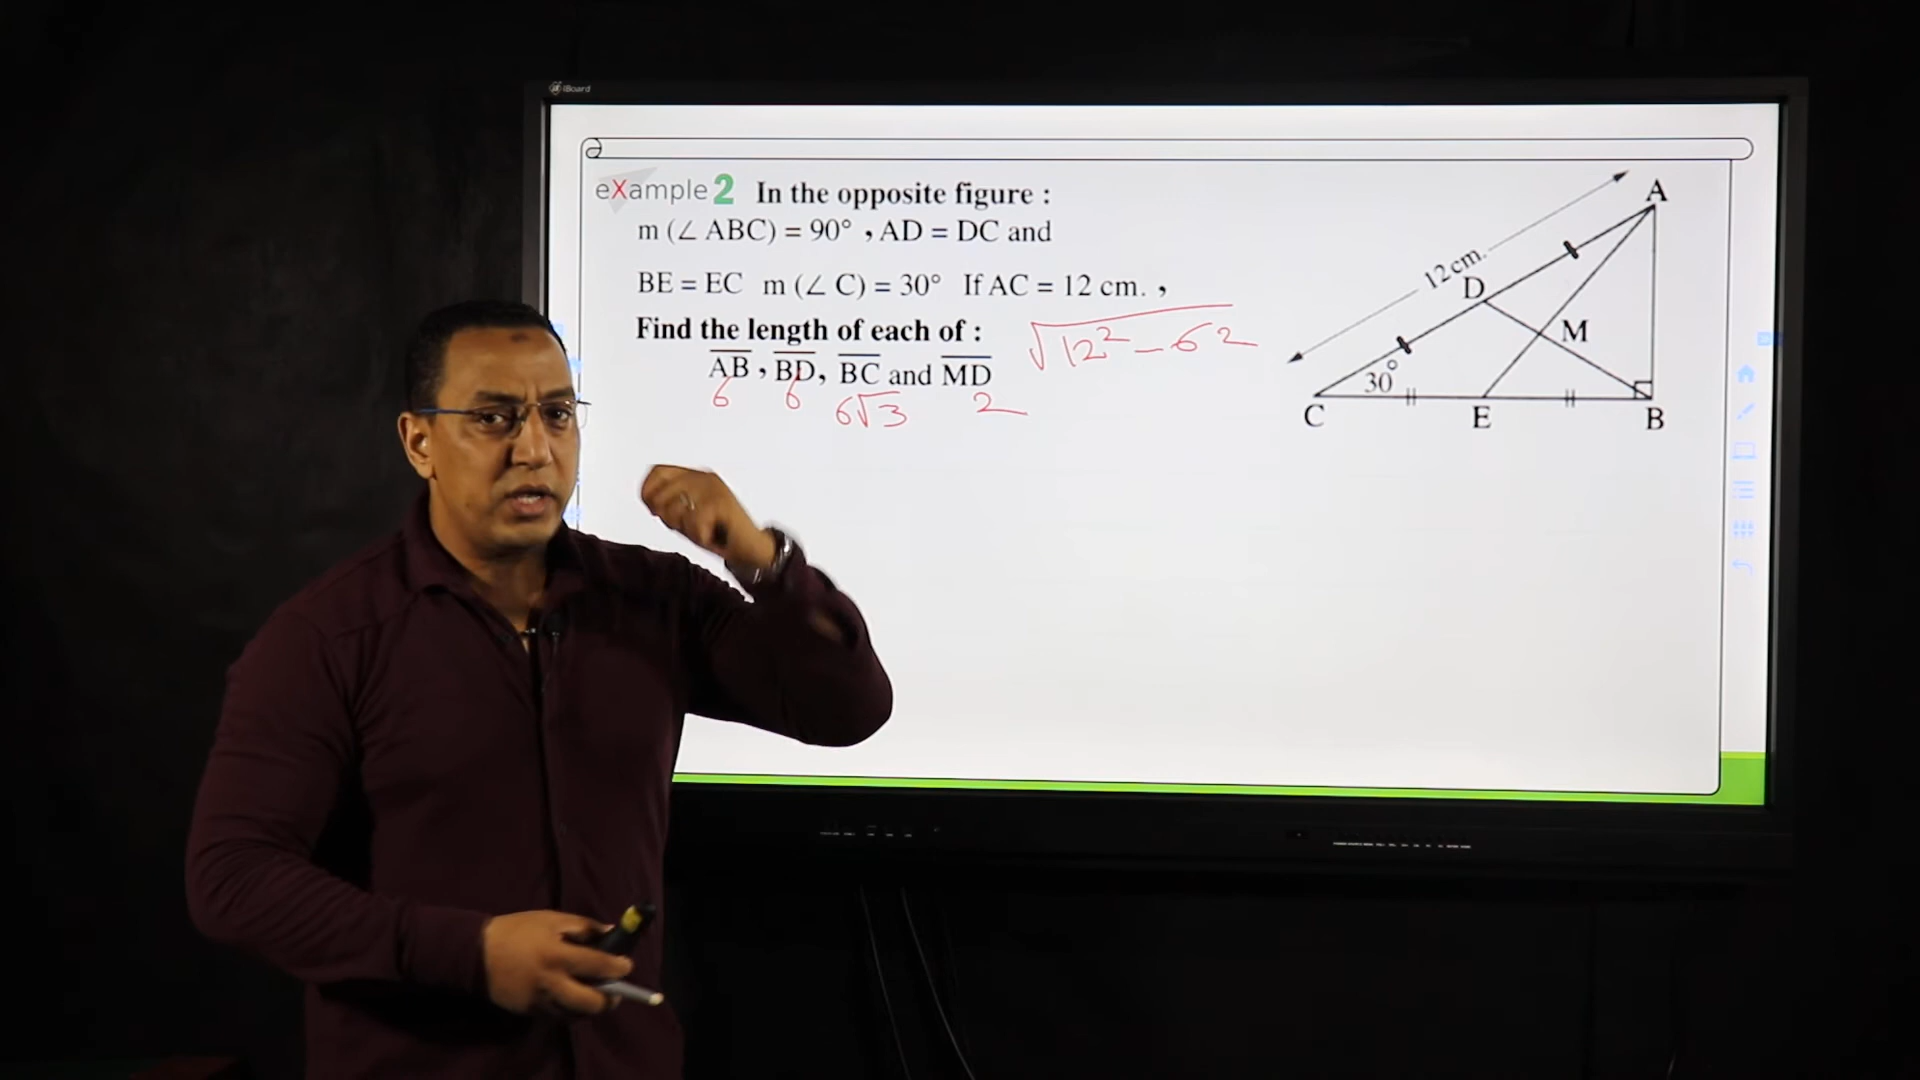 iBoard
eXample 2 In the opposite figure :
m (∠ ABC) = 90° , AD = DC and
BE = EC m (∠ C) = 30° If AC = 12 cm. ,
Find the length of each of :
AB , BD , BC and MD
6 6 6√3 2
√12² - 6²
A
12 cm.
D
M
30°
C
E
B